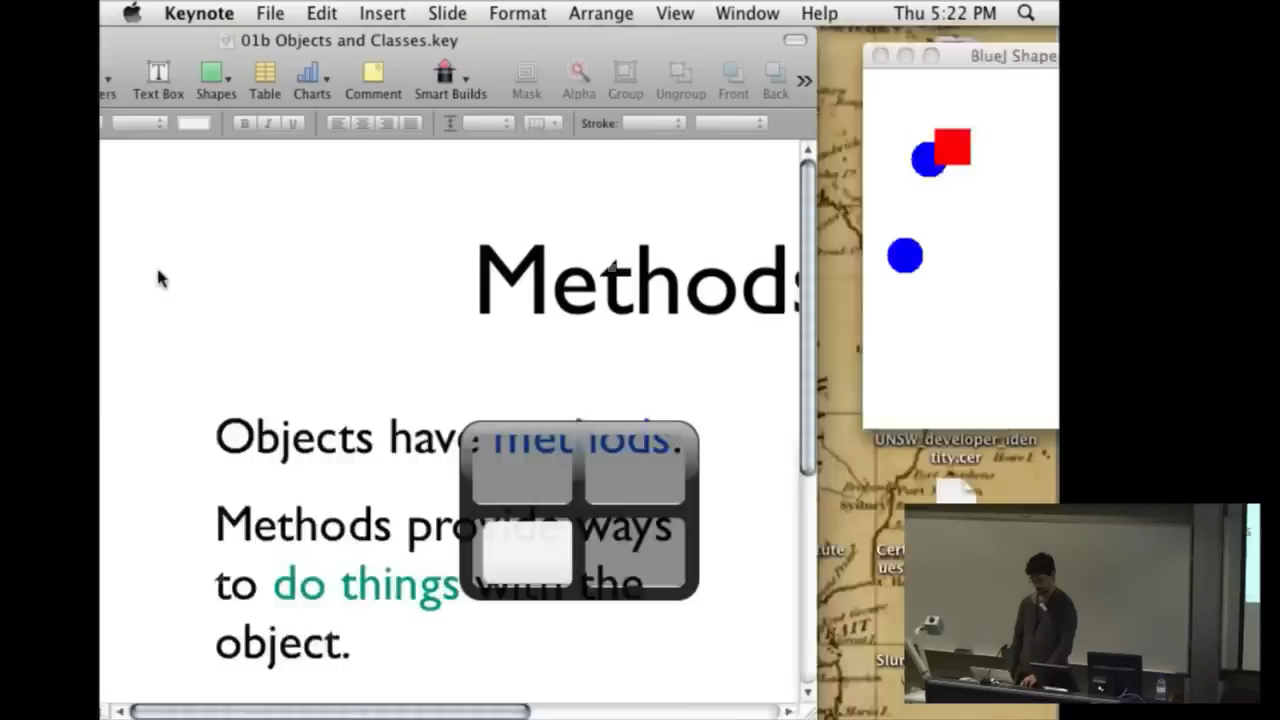 Keynote File Edit Insert Slide Format Arrange View Window Help Thu 5:22 PM
01b Objects and Classes.key
BlueJ Shape
ers Text Box Shapes Table Charts Comment Smart Builds Mask Alpha Group Ungroup Front Back
B I U Stroke:
Methods
Objects have methods.
Methods provide ways
to do things with the
object.
UNSW_developer_iden
tity.cer